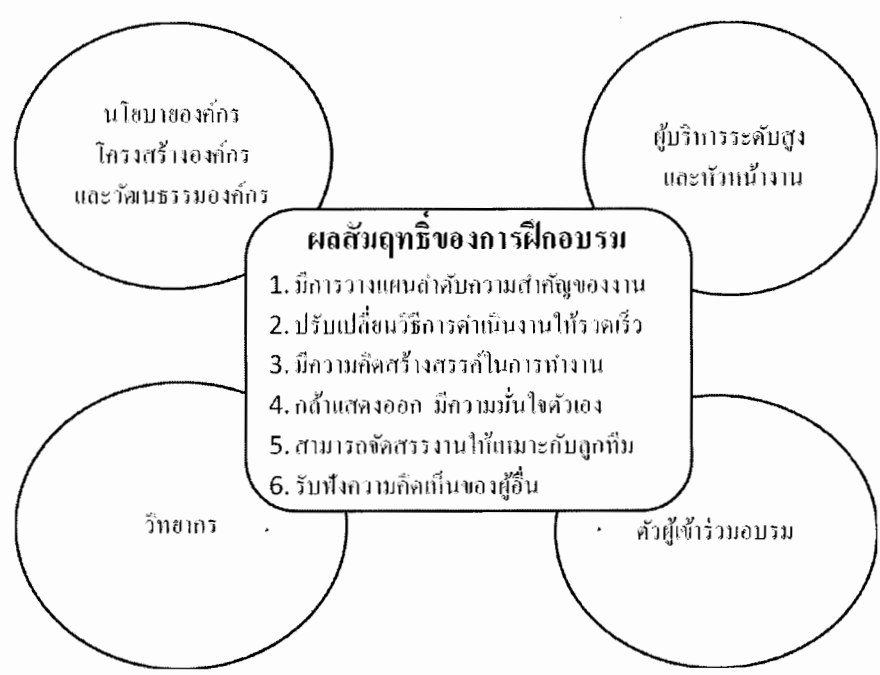 นโยบายองค์กร
โครงสร้างองค์กร
และวัฒนธรรมองค์กร
ผู้บริหารระดับสูง
และหัวหน้างาน
ผลสัมฤทธิ์ของการฝึกอบรม
1. มีการวางแผนลำดับความสำคัญของงาน
2. ปรับเปลี่ยนวิธีการดำเนินงานให้รวดเร็ว
3. มีความคิดสร้างสรรค์ในการทำงาน
4. กล้าแสดงออก มีความมั่นใจตัวเอง
5. สามารถจัดสรรงานให้เหมาะกับลูกทีม
6. รับฟังความคิดเห็นของผู้อื่น
วิทยากร
ตัวผู้เข้าร่วมอบรม